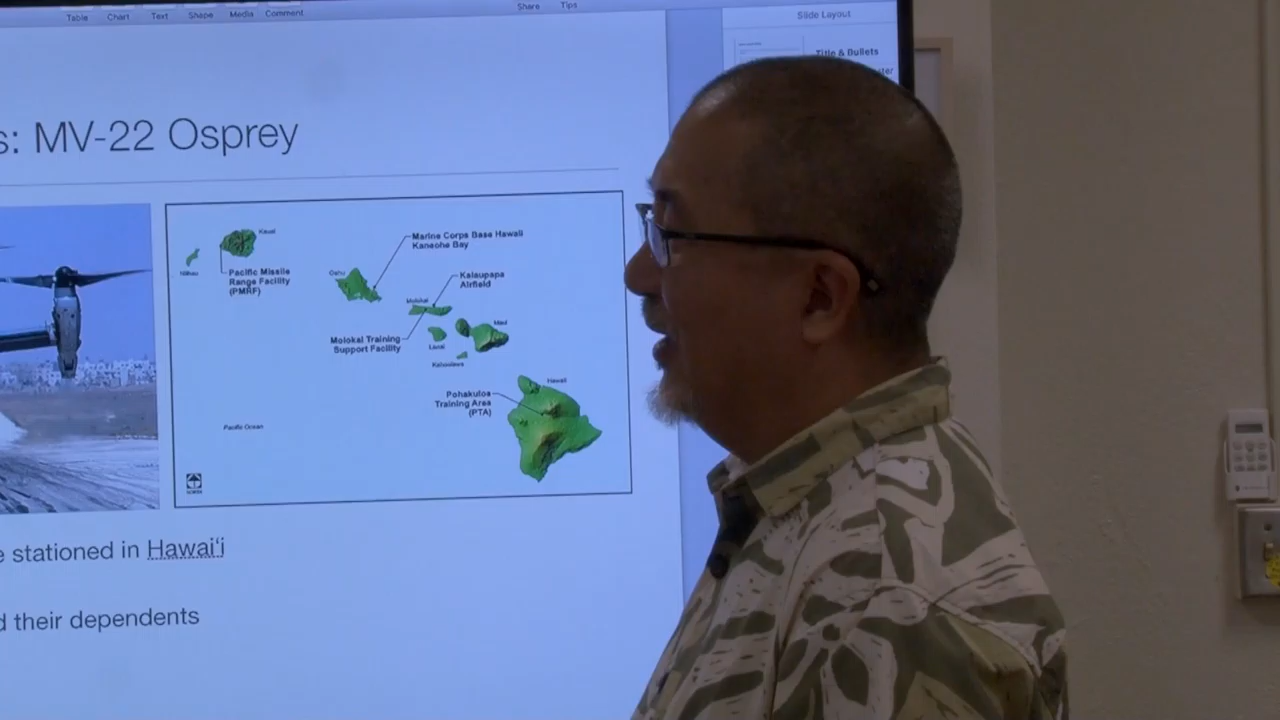 Table Chart Text Shape Media Comment Share Tips
Slide Layout
Title & Bullets
s: MV-22 Osprey
Kauai
Niihau
Pacific Missile
Range Facility
(PMRF)
Oahu
Marine Corps Base Hawaii
Kaneohe Bay
Kalaupapa
Airfield
Molokai
Molokai Training
Support Facility
Lanai
Maui
Kahoolawe
Hawaii
Pohakuloa
Training Area
(PTA)
Pacific Ocean
NORTH
e stationed in Hawaiʻi
d their dependents